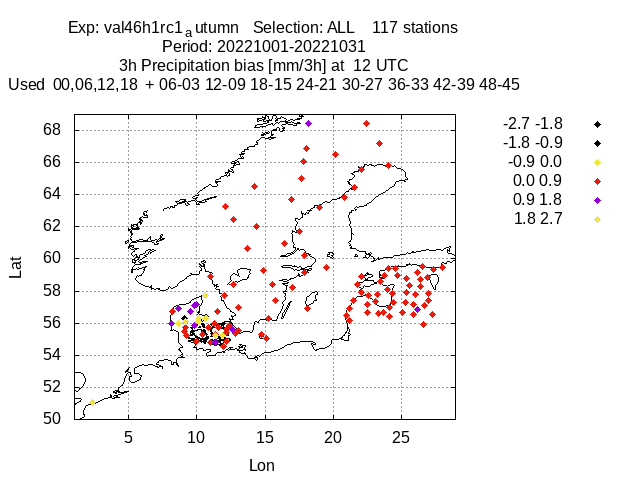 Exp: val46h1rc1autumn Selection: ALL 117 stations
Period: 20221001-20221031
3h Precipitation bias [mm/3h] at 12 UTC
Used 00,06,12,18 + 06-03 12-09 18-15 24-21 30-27 36-33 42-39 48-45
-2.7 -1.8
-1.8 -0.9
-0.9 0.0
0.0 0.9
0.9 1.8
1.8 2.7
68
66
64
62
60
58
56
54
52
50
Lat
5 10 15 20 25
Lon